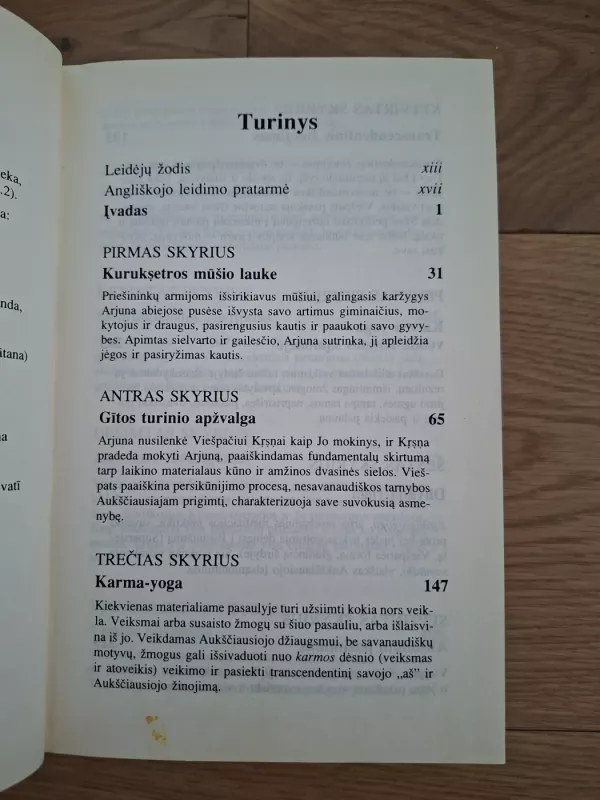 eka,
.2).
a:
nda,
itana)
a
vatī
Turinys
Leidėjų žodis xiii
Angliškojo leidimo pratarmė xvii
Įvadas 1
PIRMAS SKYRIUS
Kurukṣetros mūšio lauke 31
Priešininkų armijoms išsirikiavus mūšiui, galingasis karžygys
Arjuna abiejose pusėse išvysta savo artimus giminaičius, mo-
kytojus ir draugus, pasirengusius kautis ir paaukoti savo gyvy-
bes. Apimtas sielvarto ir gailesčio, Arjuna sutrinka, jį apleidžia
jėgos ir pasiryžimas kautis.
ANTRAS SKYRIUS
Gītos turinio apžvalga 65
Arjuna nusilenkė Viešpačiui Kṛṣṇai kaip Jo mokinys, ir Kṛṣṇa
pradeda mokyti Arjuną, paaiškindamas fundamentalų skirtumą
tarp laikino materialaus kūno ir amžinos dvasinės sielos. Vieš-
pats paaiškina persikūnijimo procesą, nesavanaudiškos tarnybos
Aukščiausiajam prigimtį, charakterizuoja save suvokusią asme-
nybę.
TREČIAS SKYRIUS
Karma-yoga 147
Kiekvienas materialiame pasaulyje turi užsiimti kokia nors veik-
la. Veiksmai arba susaisto žmogų su šiuo pasauliu, arba išlaisvi-
na iš jo. Veikdamas Aukščiausiojo džiaugsmui, be savanaudiškų
motyvų, žmogus gali išsivaduoti nuo karmos dėsnio (veiksmas
ir atoveikis) veikimo ir pasiekti transcendentinį savojo „aš" ir
Aukščiausiojo žinojimą.